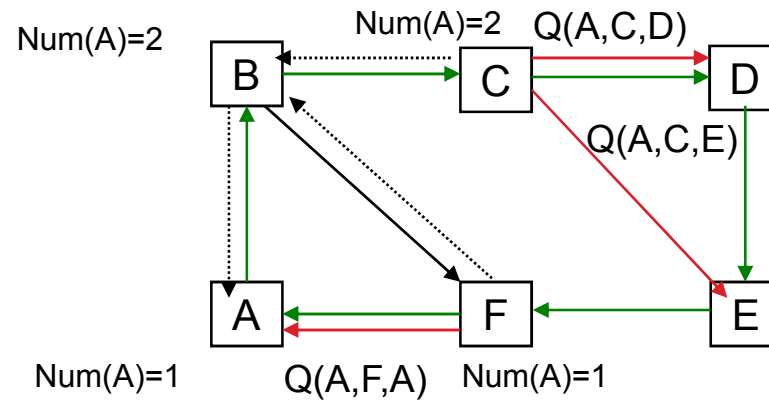 Num(A)=2
Num(A)=2
Q(A,C,D)
B
C
D
Q(A,C,E)
A
F
E
Num(A)=1
Q(A,F,A)
Num(A)=1